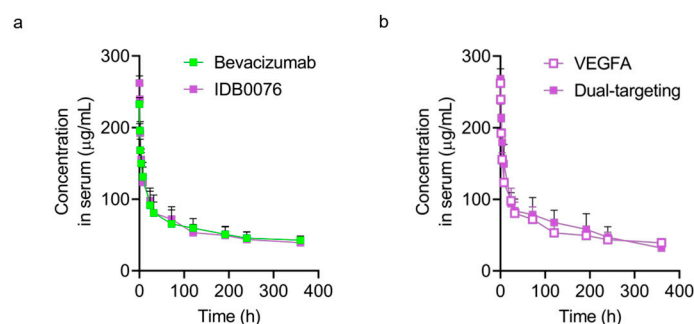 a
Concentration
in serum (μg/mL)
300
200
100
0
0 100 200 300 400
Time (h)
Bevacizumab
IDB0076
b
Concentration
in serum (μg/mL)
300
200
100
0
0 100 200 300 400
Time (h)
VEGFA
Dual-targeting